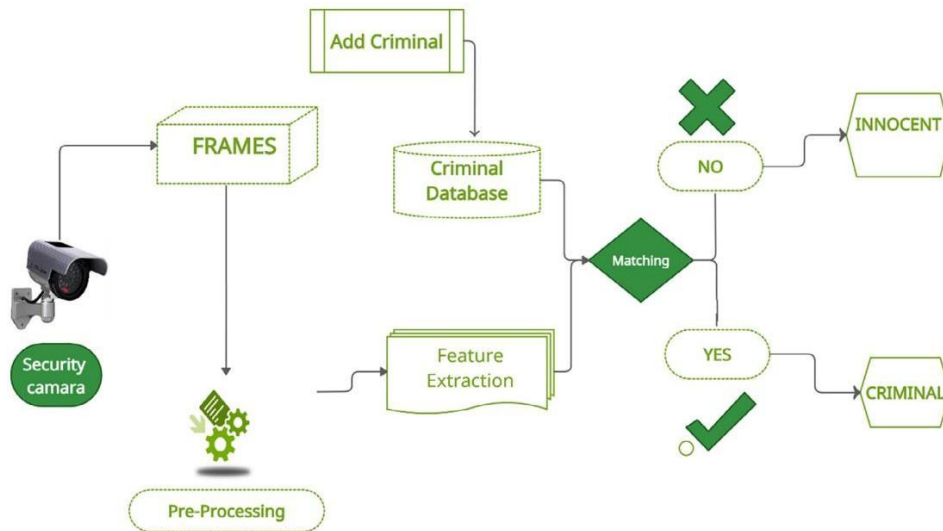 Add Criminal
FRAMES
Criminal
Database
NO
INNOCENT
Matching
Security
camara
Feature
Extraction
YES
CRIMINAL
Pre-Processing